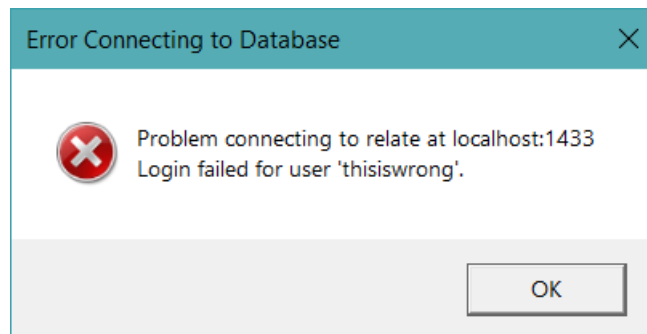 Error Connecting to Database
Problem connecting to relate at localhost:1433
Login failed for user 'thisiswrong'.
OK